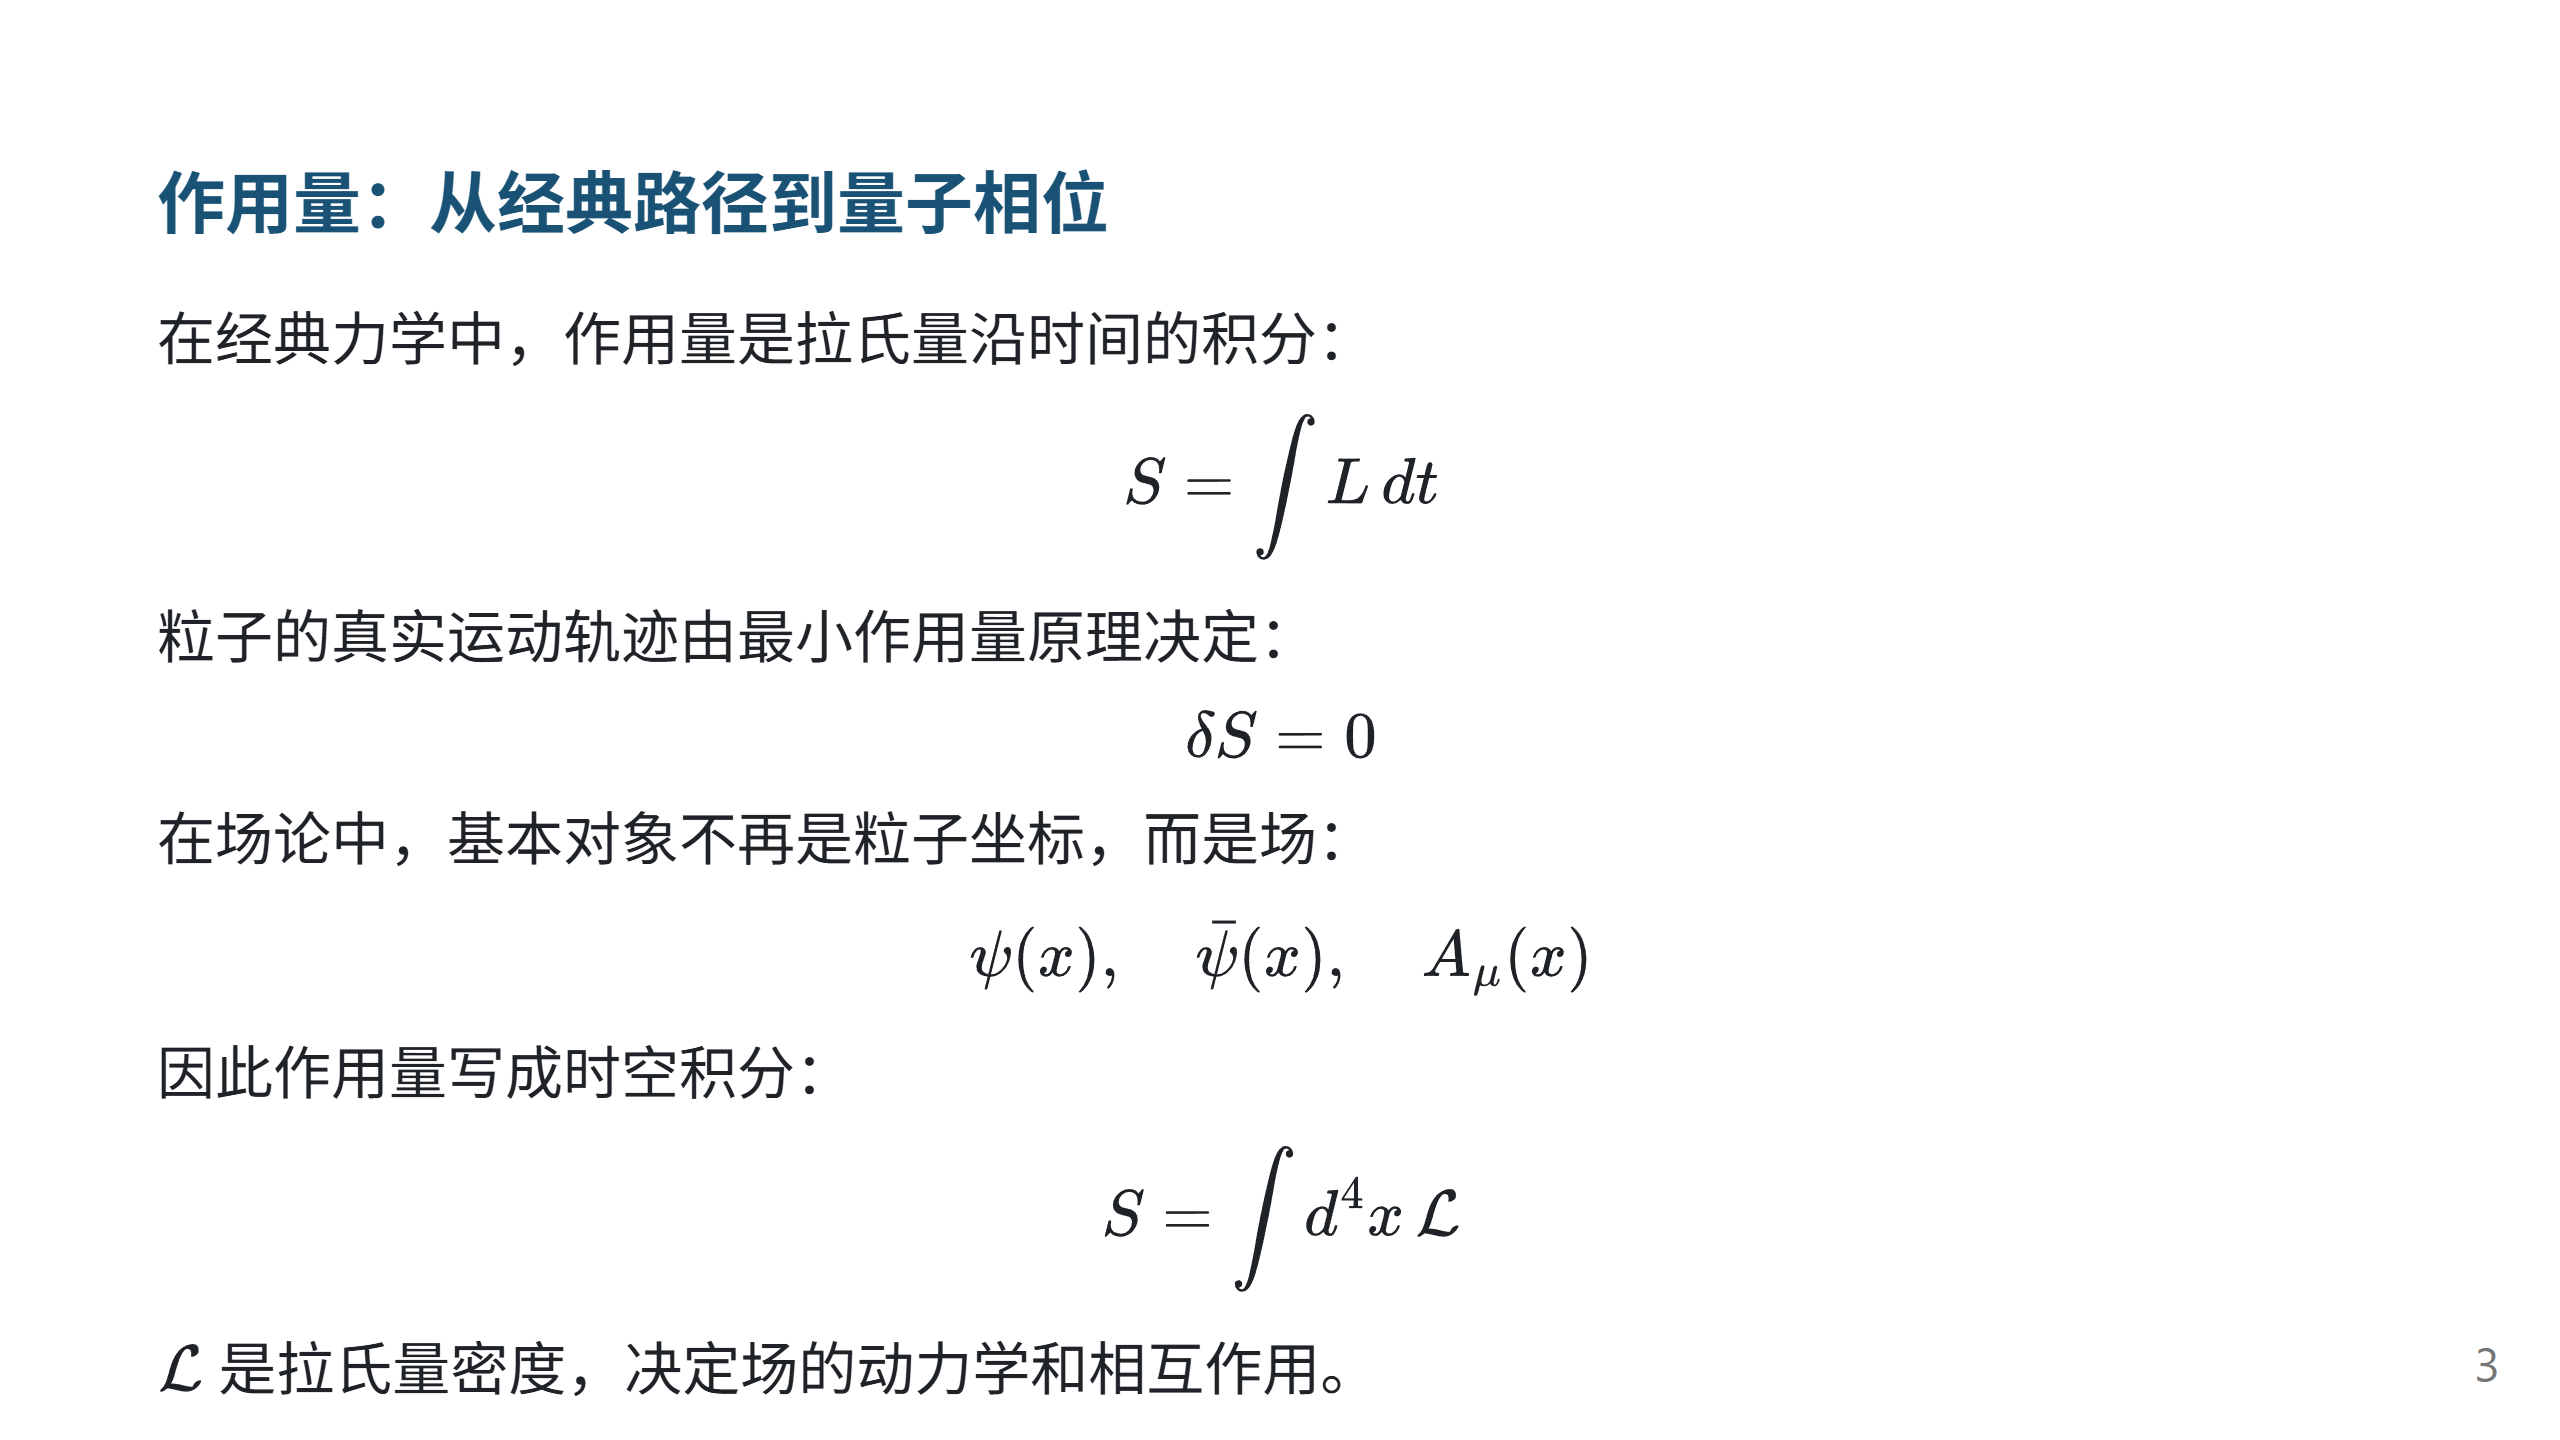 作用量：从经典路径到量子相位
在经典力学中，作用量是拉氏量沿时间的积分：
S = ∫ L dt
粒子的真实运动轨迹由最小作用量原理决定：
δS = 0
在场论中，基本对象不再是粒子坐标，而是场：
ψ(x), ψ̄(x), A_μ(x)
因此作用量写成时空积分：
S = ∫ d⁴x ℒ
ℒ 是拉氏量密度，决定场的动力学和相互作用。
3